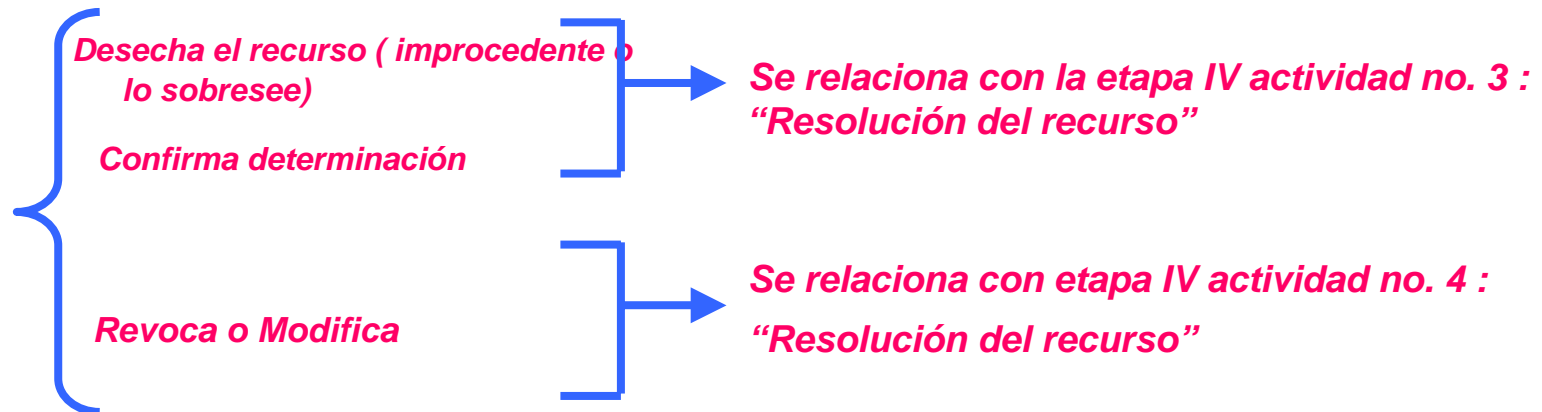 Desecha el recurso ( improcedente o
lo sobresee)
Confirma determinación
Se relaciona con la etapa IV actividad no. 3 :
“Resolución del recurso”
Revoca o Modifica
Se relaciona con etapa IV actividad no. 4 :
“Resolución del recurso”